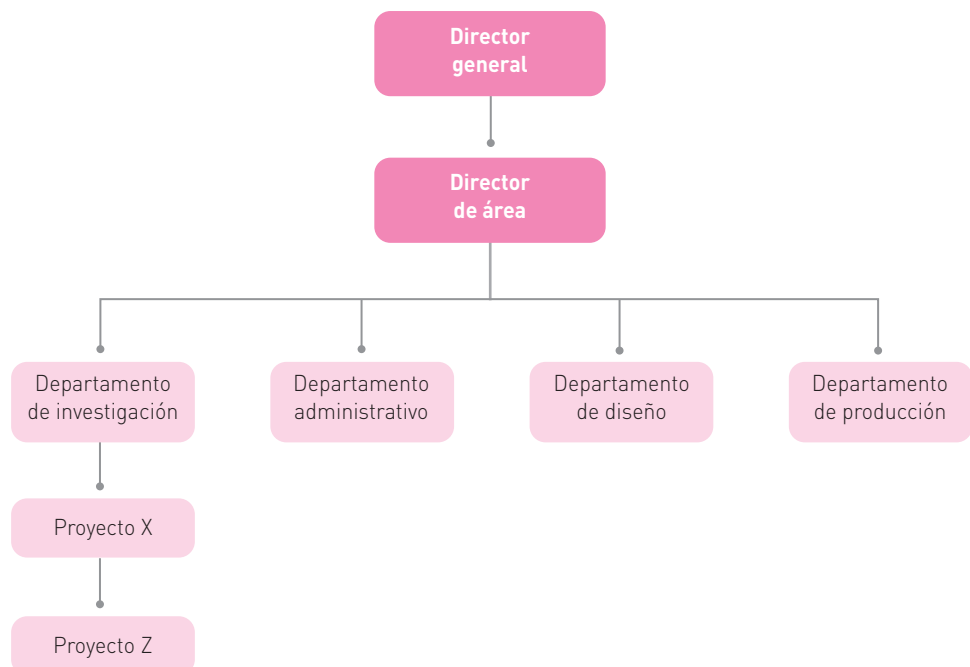 Director
general
Director
de área
Departamento
de investigación
Departamento
administrativo
Departamento
de diseño
Departamento
de producción
Proyecto X
Proyecto Z